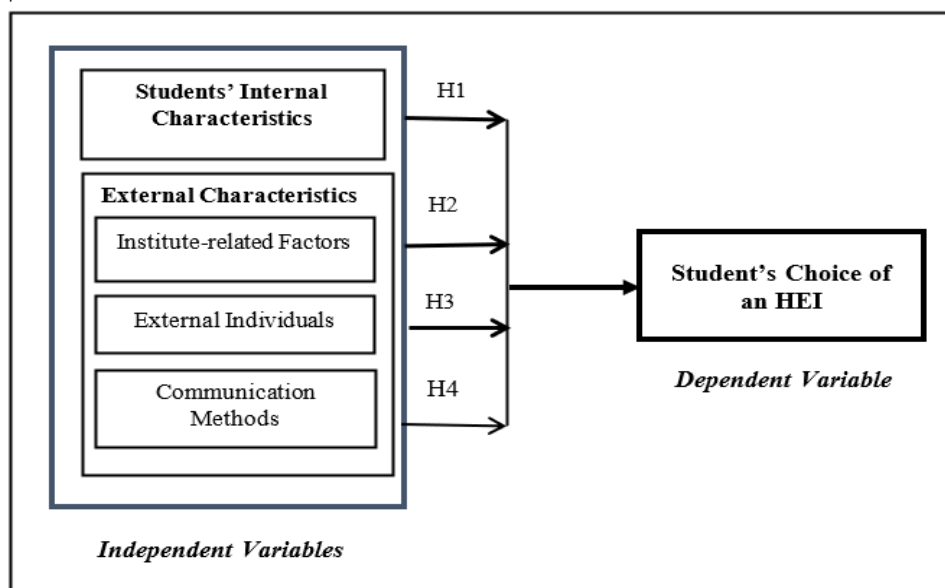 Students’ Internal
Characteristics
H1
External Characteristics
Institute-related Factors
H2
External Individuals
H3
Communication
Methods
H4
Independent Variables
Student’s Choice of
an HEI
Dependent Variable